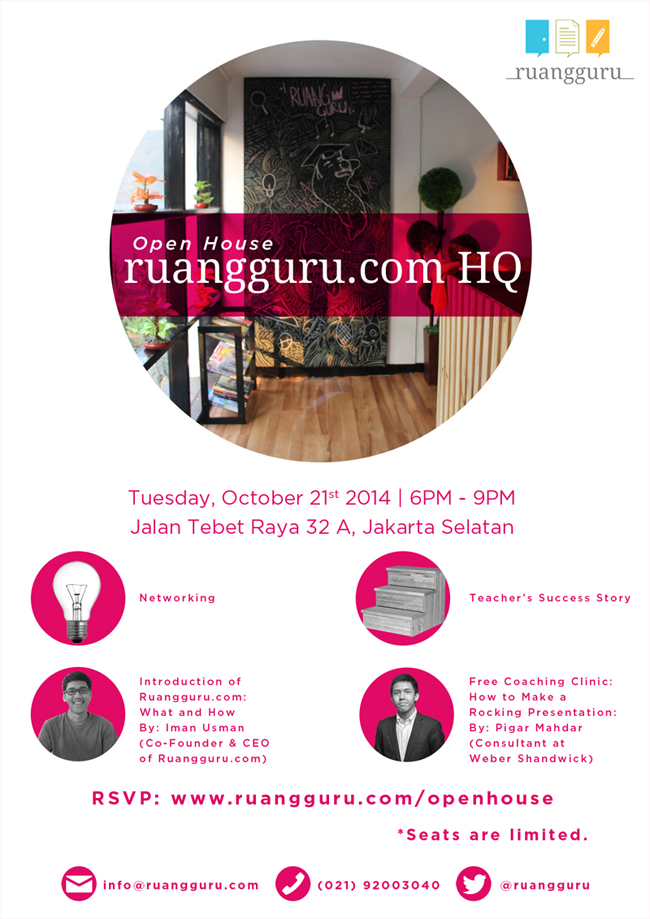 ruangguru
RUANG
GURU
Open House
ruangguru.com HQ
Tuesday, October 21st 2014 | 6PM - 9PM
Jalan Tebet Raya 32 A, Jakarta Selatan
Networking
Teacher's Success Story
Introduction of
Ruangguru.com:
What and How
By: Iman Usman
(Co-Founder & CEO
of Ruangguru.com)
Free Coaching Clinic:
How to Make a
Rocking Presentation:
By: Pigar Mahdar
(Consultant at
Weber Shandwick)
RSVP: www.ruangguru.com/openhouse
*Seats are limited.
info@ruangguru.com
(021) 92003040
@ruangguru